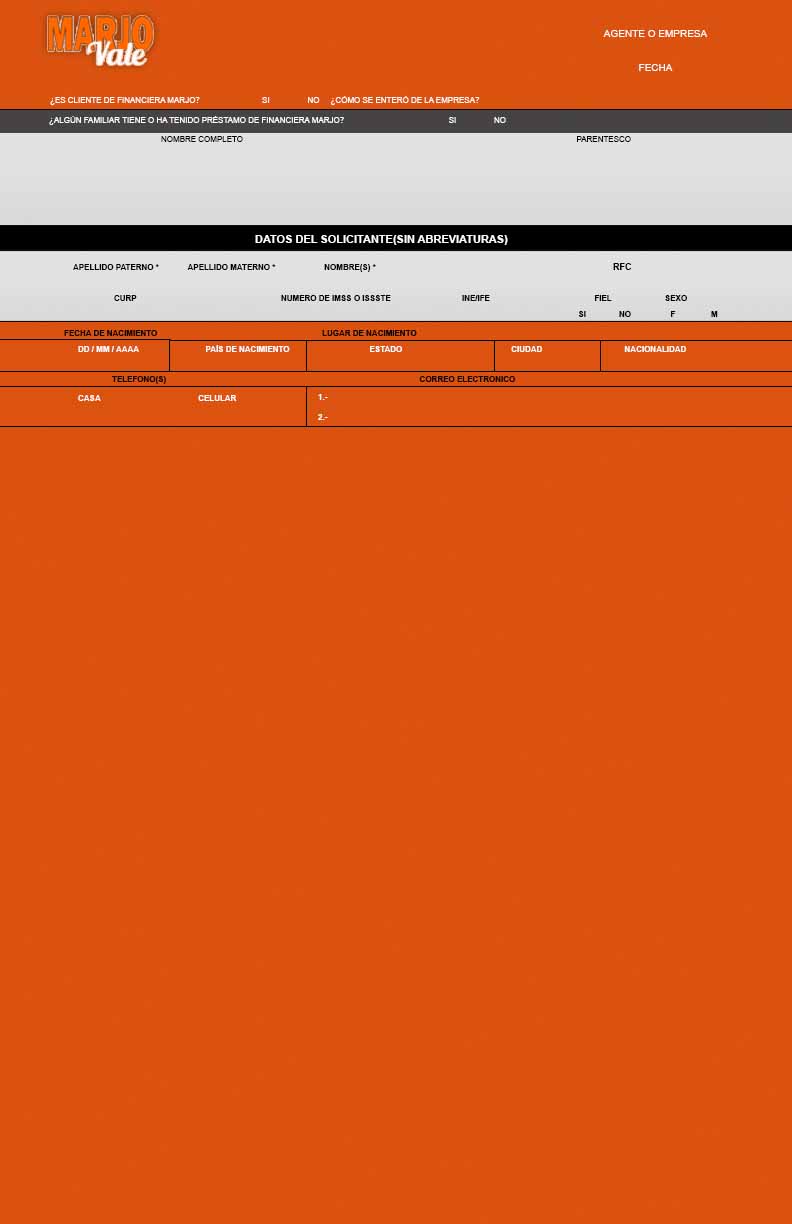 MARJO
Vale
AGENTE O EMPRESA
FECHA
¿ES CLIENTE DE FINANCIERA MARJO? SI NO ¿CÓMO SE ENTERÓ DE LA EMPRESA?
¿ALGÚN FAMILIAR TIENE O HA TENIDO PRÉSTAMO DE FINANCIERA MARJO? SI NO
NOMBRE COMPLETO PARENTESCO
DATOS DEL SOLICITANTE(SIN ABREVIATURAS)
APELLIDO PATERNO * APELLIDO MATERNO * NOMBRE(S) * RFC
CURP NUMERO DE IMSS O ISSSTE INE/IFE FIEL SEXO
SI NO F M
FECHA DE NACIMIENTO LUGAR DE NACIMIENTO
DD / MM / AAAA PAÍS DE NACIMIENTO ESTADO CIUDAD NACIONALIDAD
TELEFONO(S) CORREO ELECTRONICO
CASA CELULAR 1.-
2.-